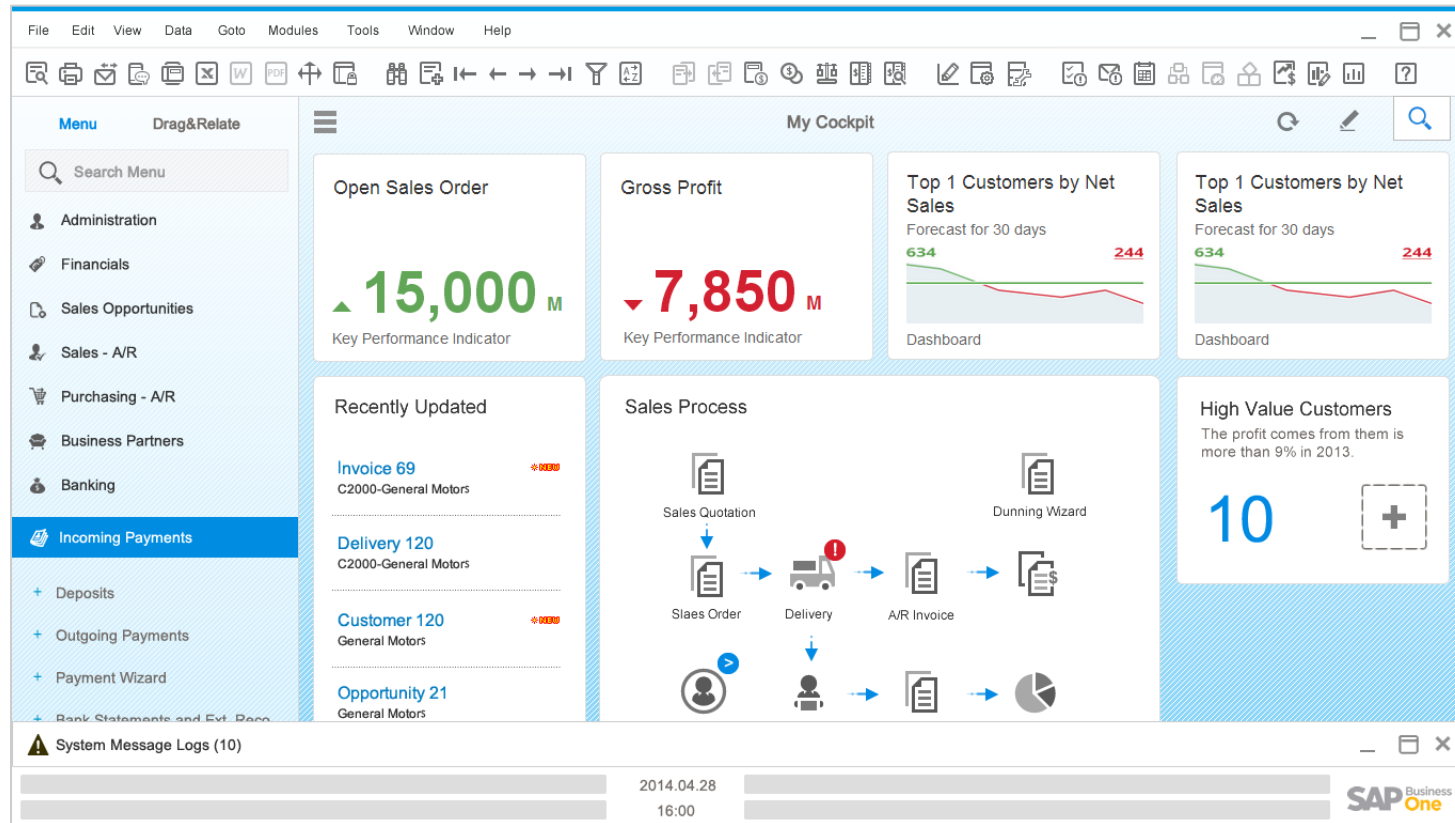 File Edit View Data Goto Modules Tools Window Help
X W PDF A Z ?
Menu Drag&Relate
My Cockpit
Search Menu
Administration
Financials
Sales Opportunities
Sales - A/R
Purchasing - A/R
Business Partners
Banking
Incoming Payments
+ Deposits
+ Outgoing Payments
+ Payment Wizard
+ Bank Statements and Ext. Reco
Open Sales Order
15,000 M
Key Performance Indicator
Gross Profit
7,850 M
Key Performance Indicator
Top 1 Customers by Net
Sales
Forecast for 30 days
634 244
Dashboard
Top 1 Customers by Net
Sales
Forecast for 30 days
634 244
Dashboard
Recently Updated
Invoice 69 NEW
C2000-General Motors
Delivery 120
C2000-General Motors
Customer 120 NEW
General Motors
Opportunity 21
General Motors
Sales Process
Sales Quotation
Dunning Wizard
Slaes Order
!
Delivery
A/R Invoice
$
>
High Value Customers
The profit comes from them is
more than 9% in 2013.
10 +
System Message Logs (10)
2014.04.28
16:00
SAP Business
One